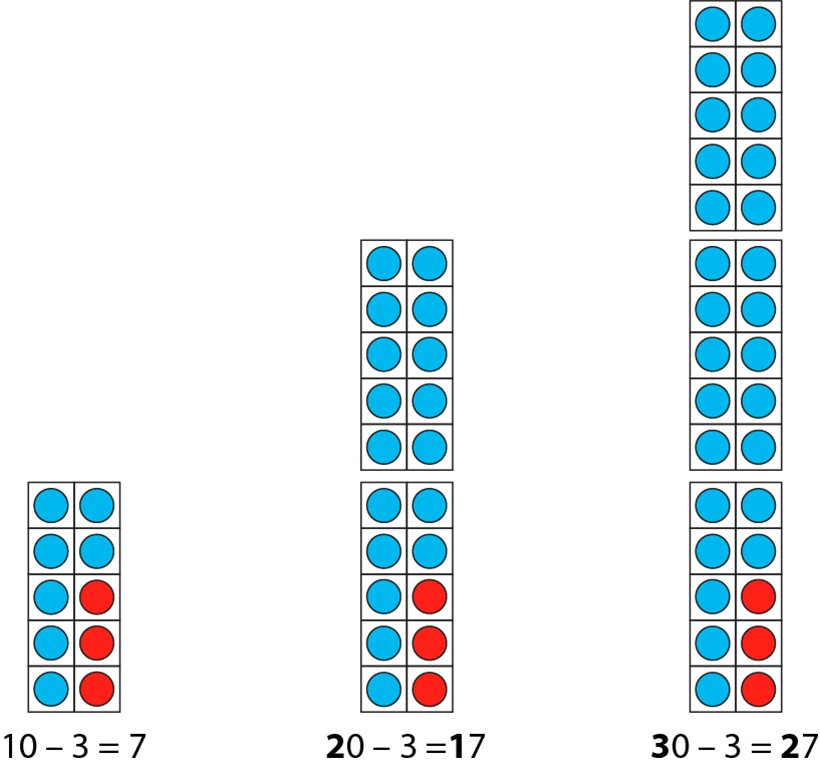 10 – 3 = 7
20 – 3 =17
30 – 3 = 27